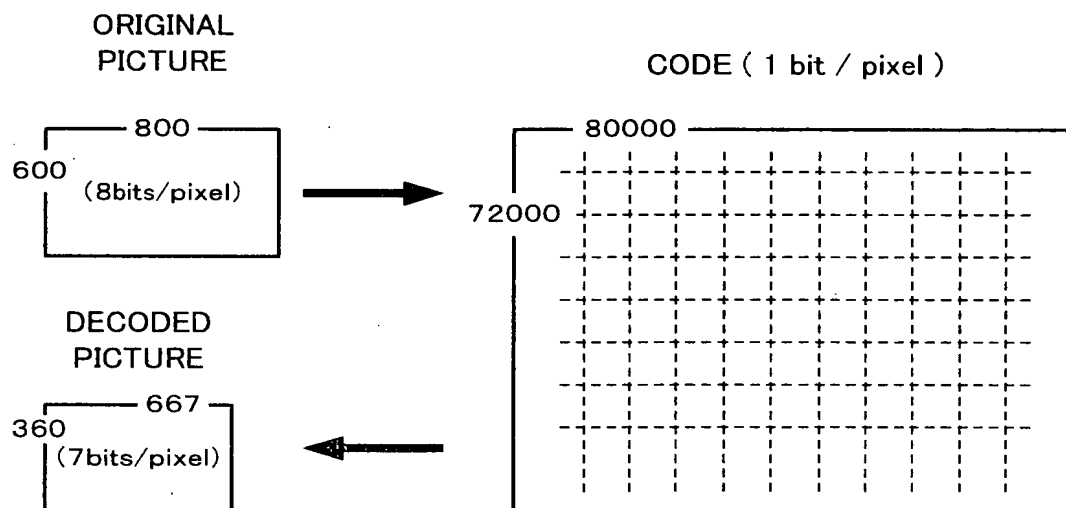 ORIGINAL
PICTURE
800
600
(8bits/pixel)
CODE ( 1 bit / pixel )
80000
72000
DECODED
PICTURE
667
360
(7bits/pixel)